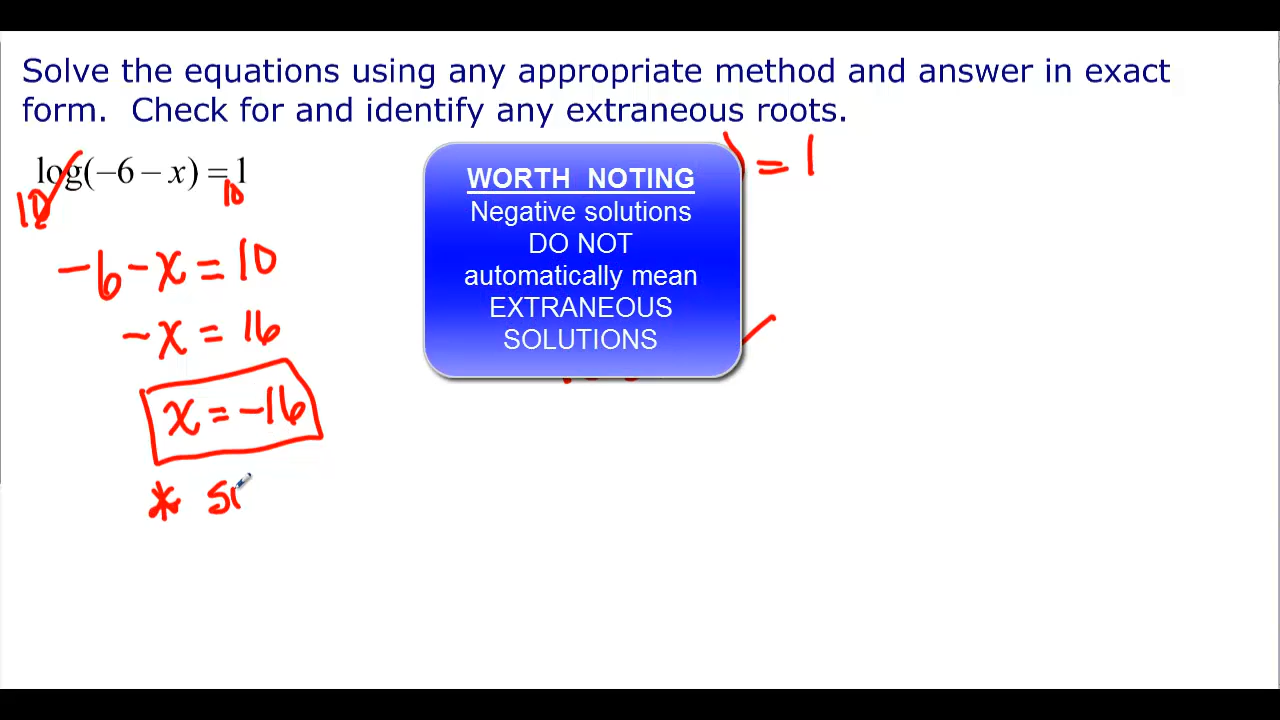 Solve the equations using any appropriate method and answer in exact
form. Check for and identify any extraneous roots.
log(−6 − x) = 1
10 10
-6-x = 10
-x = 16
x = -16
*
) = 1
WORTH NOTING
Negative solutions
DO NOT
automatically mean
EXTRANEOUS
SOLUTIONS